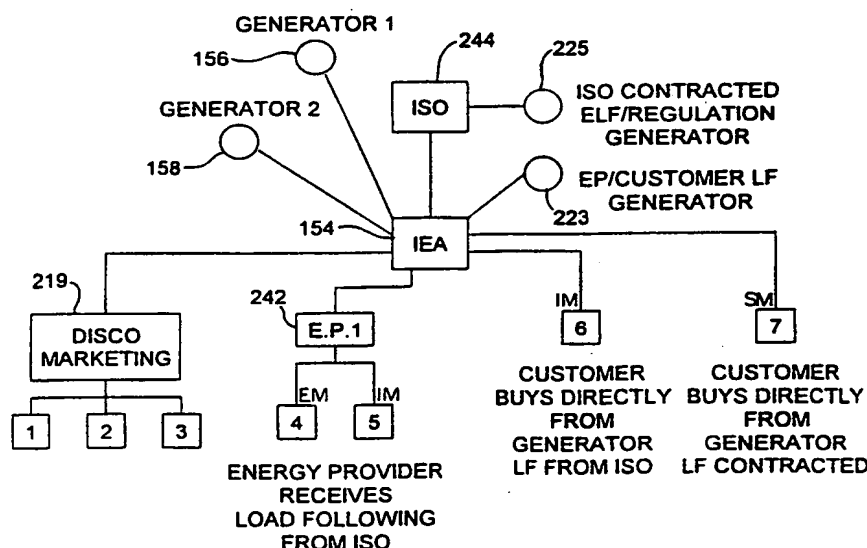 GENERATOR 1
156
244
225
ISO
ISO CONTRACTED
ELF/REGULATION
GENERATOR
GENERATOR 2
158
EP/CUSTOMER LF
GENERATOR
223
154
IEA
219
DISCO
MARKETING
242
E.P.1
IM
6
SM
7
1
2
3
EM
4
IM
5
CUSTOMER
BUYS DIRECTLY
FROM
GENERATOR
LF FROM ISO
CUSTOMER
BUYS DIRECTLY
FROM
GENERATOR
LF CONTRACTED
ENERGY PROVIDER
RECEIVES
LOAD FOLLOWING
FROM ISO